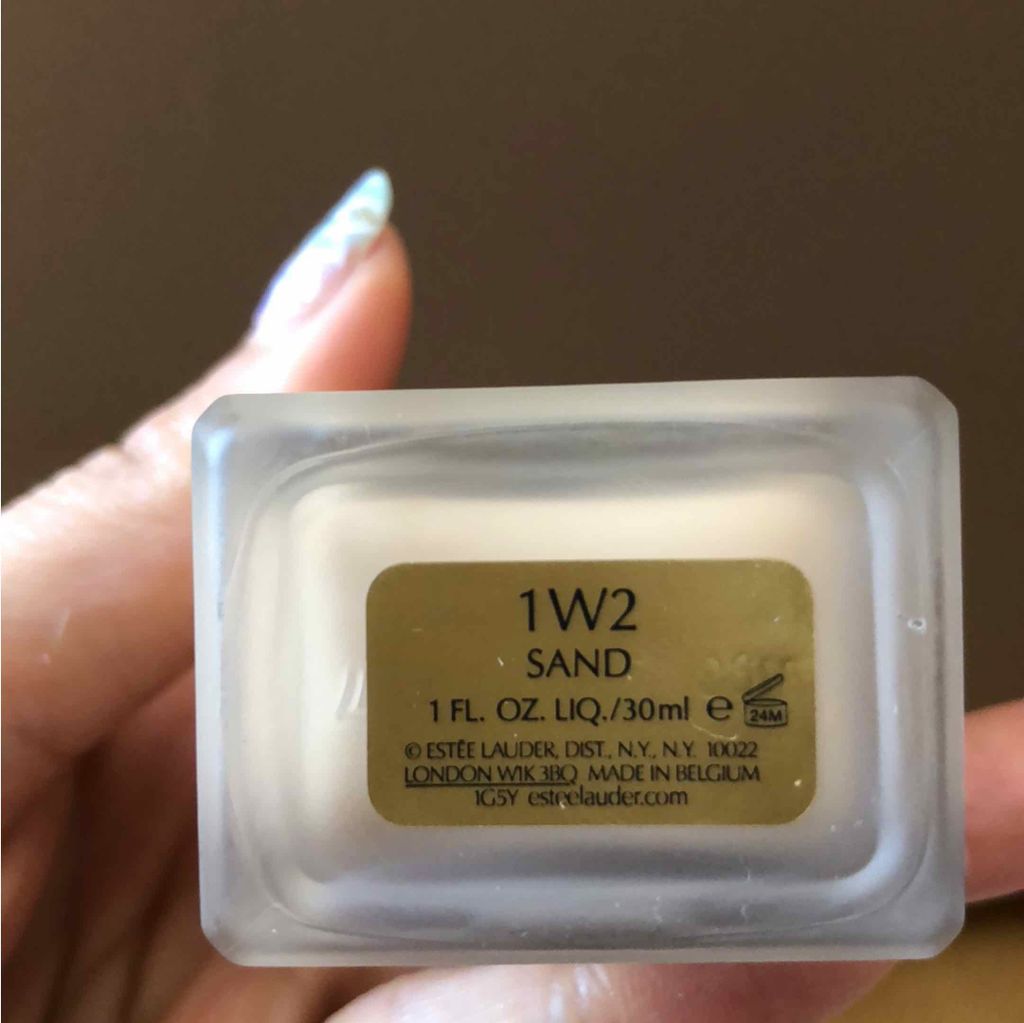 1W2
SAND
1 FL. OZ. LIQ./30ml ℮ 24M
© ESTÉE LAUDER, DIST., N.Y., N.Y. 10022
LONDON W1K 3BQ MADE IN BELGIUM
1G5Y esteelauder.com